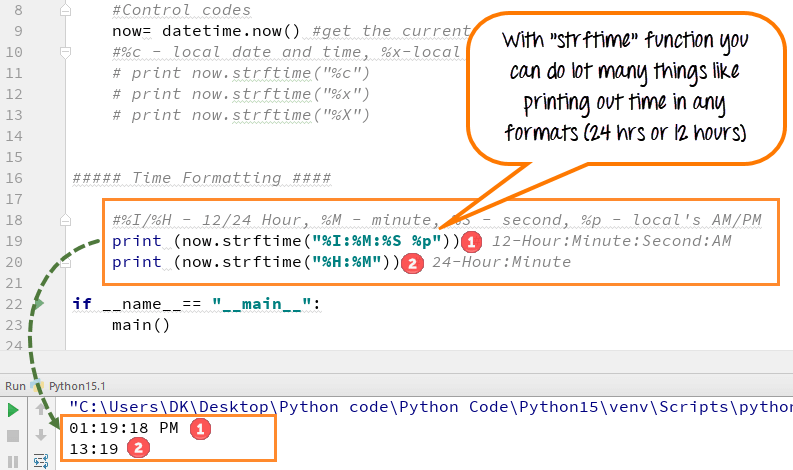 8 #Control codes
9 now= datetime.now() #get the current
10 #%c - local date and time, %x-local
11 # print now.strftime("%c")
12 # print now.strftime("%x")
13 # print now.strftime("%X")
14
15
16 ##### Time Formatting ####
17
18 #%I/%H - 12/24 Hour, %M - minute, %S - second, %p - local's AM/PM
19 print (now.strftime("%I:%M:%S %p")) 1 12-Hour:Minute:Second:AM
20 print (now.strftime("%H:%M")) 2 24-Hour:Minute
21
22 if __name__== "__main__":
23 main()
24
With "strftime" function you
can do lot many things like
printing out time in any
formats (24 hrs or 12 hours)
Run Python15.1
"C:\Users\DK\Desktop\Python code\Python Code\Python15\venv\Scripts\python
01:19:18 PM 1
13:19 2